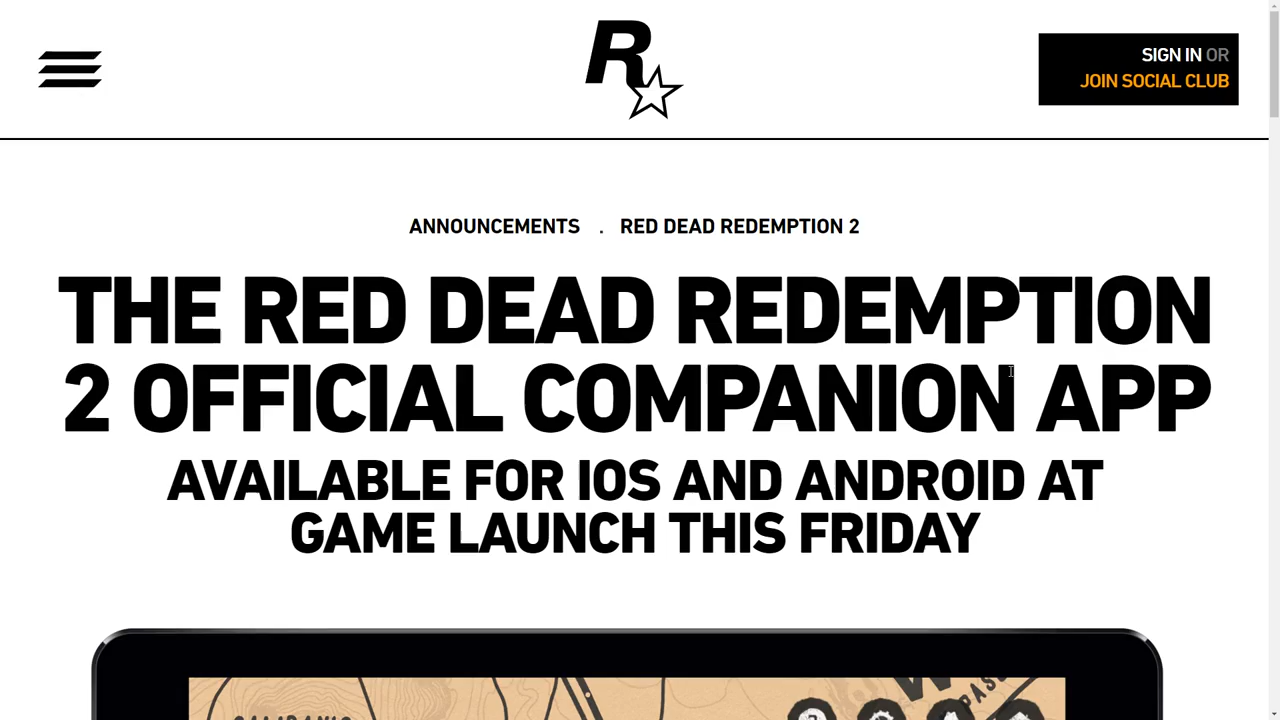 R
SIGN IN OR
JOIN SOCIAL CLUB
ANNOUNCEMENTS . RED DEAD REDEMPTION 2
THE RED DEAD REDEMPTION
2 OFFICIAL COMPANION APP
AVAILABLE FOR IOS AND ANDROID AT
GAME LAUNCH THIS FRIDAY